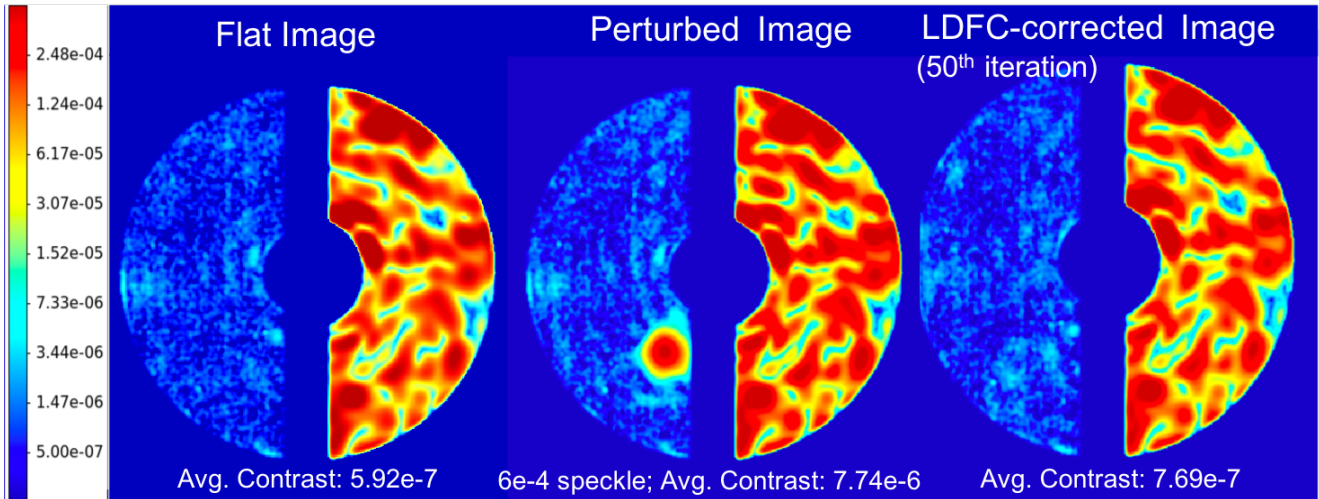 Flat Image
Perturbed Image
LDFC-corrected Image
(50th iteration)
2.48e-04
1.24e-04
6.17e-05
3.07e-05
1.52e-05
7.33e-06
3.44e-06
1.47e-06
5.00e-07
Avg. Contrast: 5.92e-7
6e-4 speckle; Avg. Contrast: 7.74e-6
Avg. Contrast: 7.69e-7